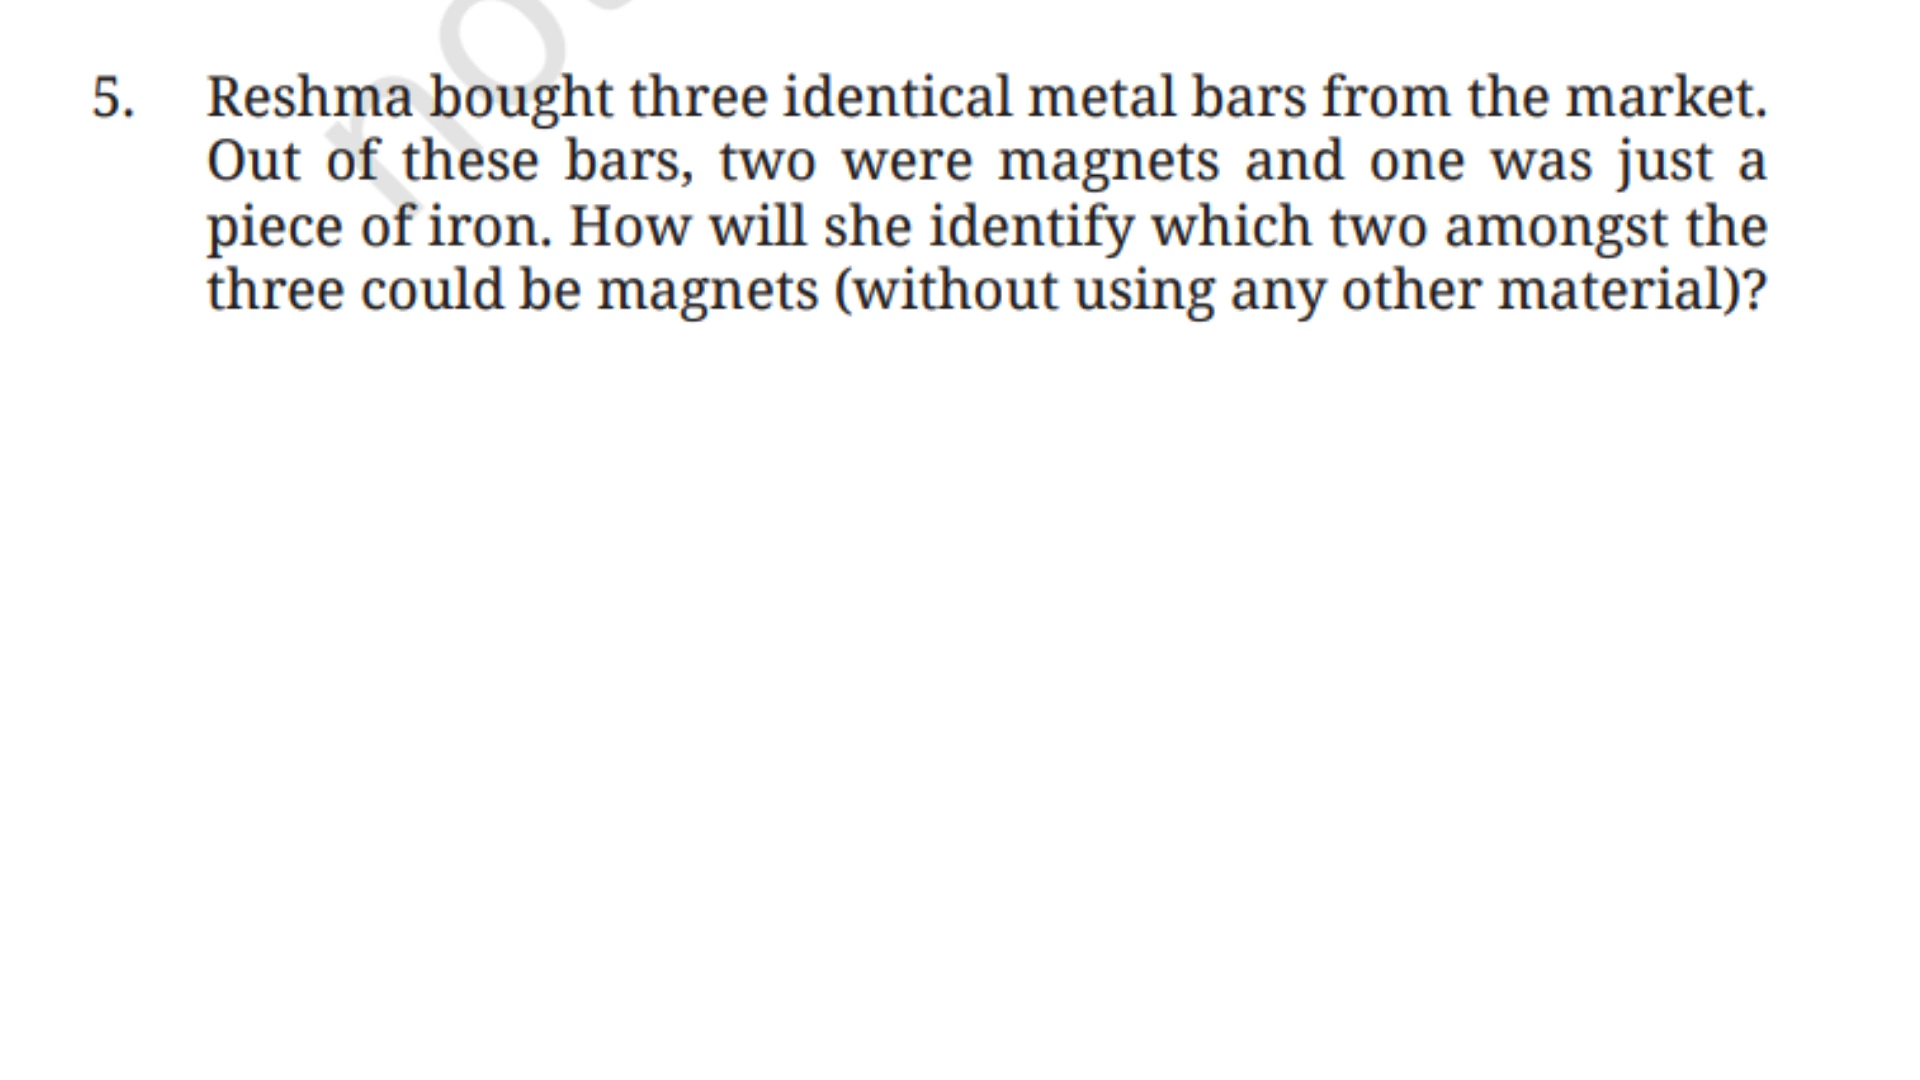 5. Reshma bought three identical metal bars from the market.
Out of these bars, two were magnets and one was just a
piece of iron. How will she identify which two amongst the
three could be magnets (without using any other material)?